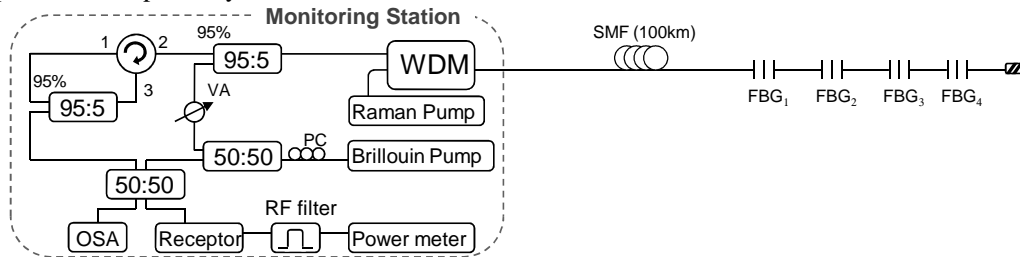 Monitoring Station
1 2 95%
3
95%
95:5
95:5
VA
WDM
Raman Pump
50:50
PC
Brillouin Pump
50:50
RF filter
OSA
Receptor
Power meter
SMF (100km)
FBG1
FBG2
FBG3
FBG4